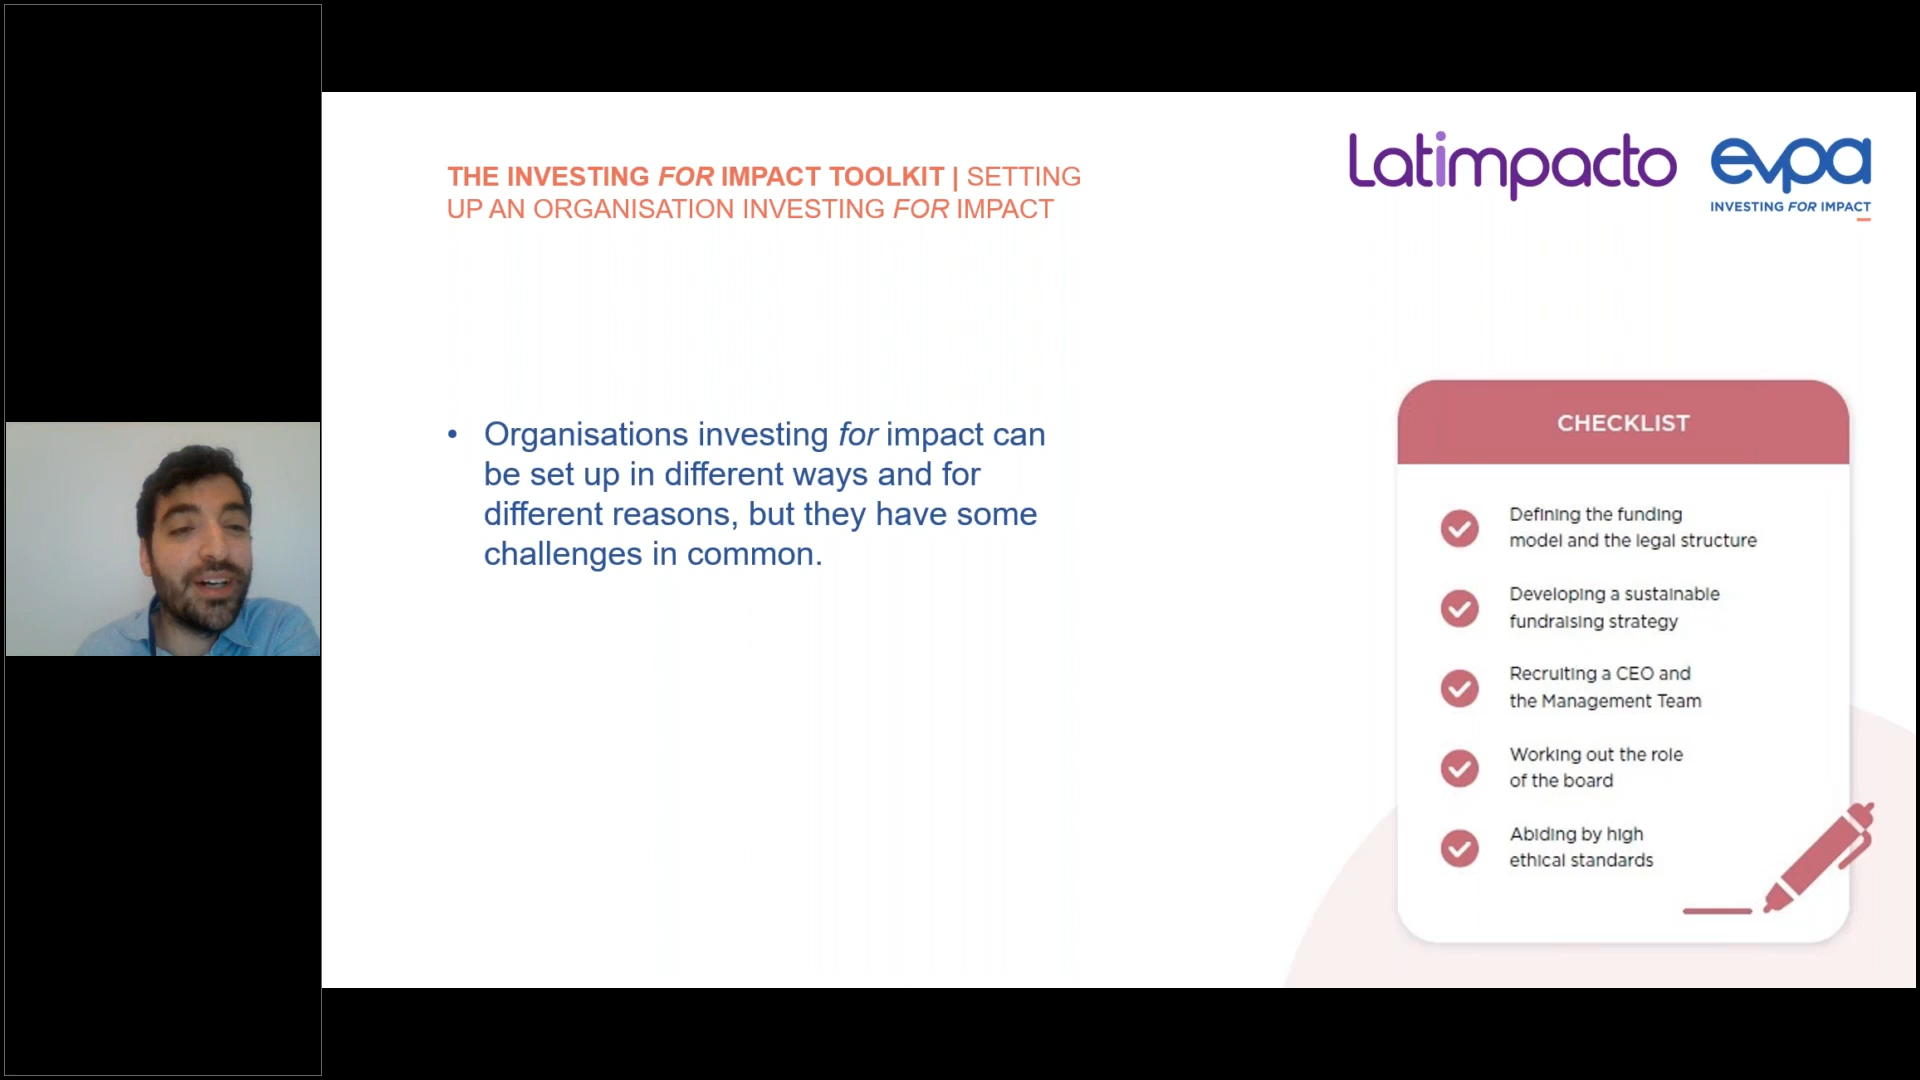 THE INVESTING FOR IMPACT TOOLKIT | SETTING
UP AN ORGANISATION INVESTING FOR IMPACT
Latimpacto
evpa
INVESTING FOR IMPACT
• Organisations investing for impact can
be set up in different ways and for
different reasons, but they have some
challenges in common.
CHECKLIST
Defining the funding
model and the legal structure
Developing a sustainable
fundraising strategy
Recruiting a CEO and
the Management Team
Working out the role
of the board
Abiding by high
ethical standards